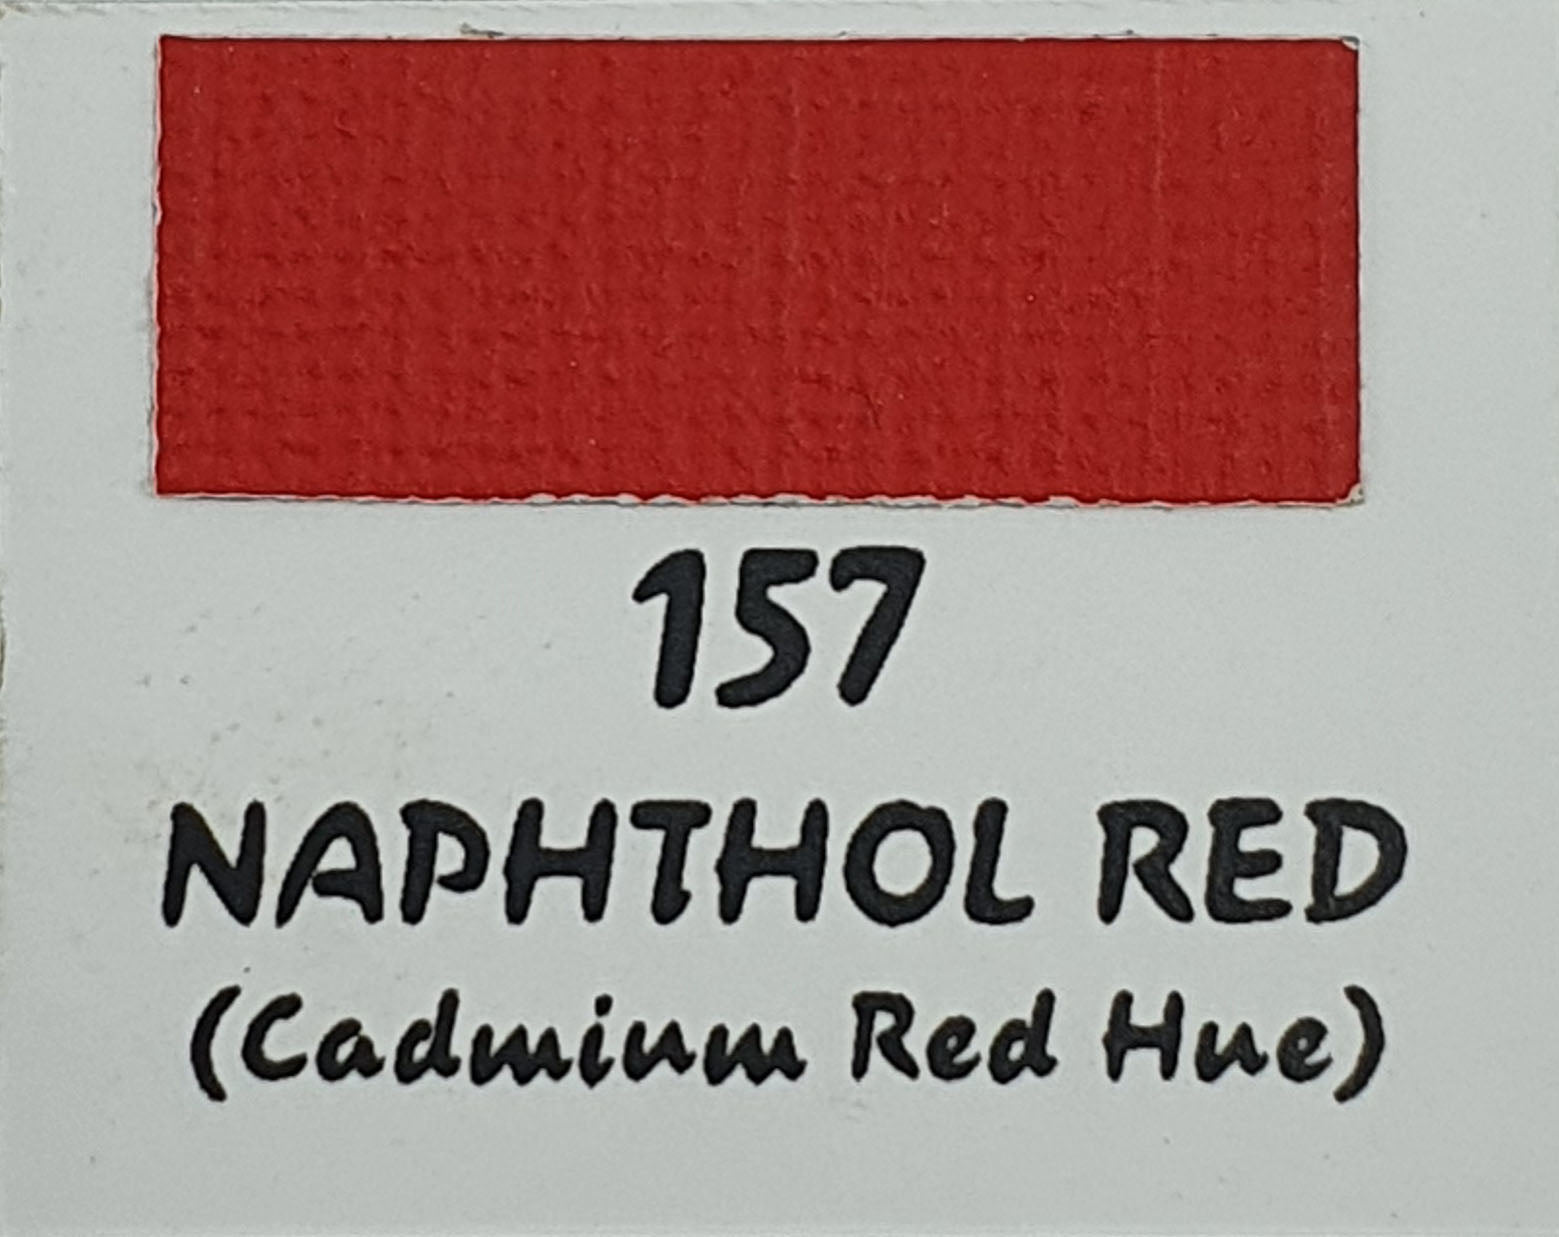 157
NAPHTHOL RED
(Cadmium Red Hue)